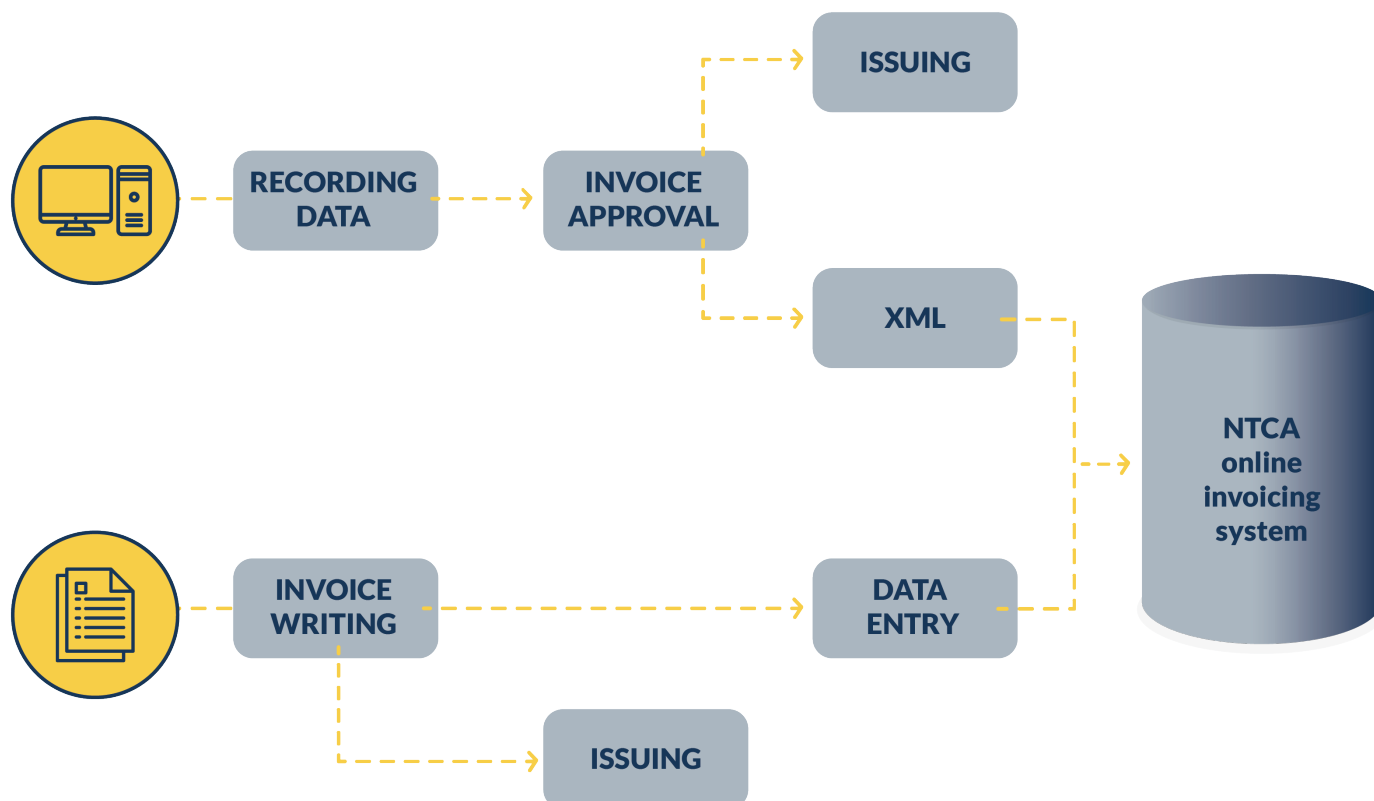 ISSUING
RECORDING
DATA
INVOICE
APPROVAL
XML
NTCA
online
invoicing
system
INVOICE
WRITING
DATA
ENTRY
ISSUING